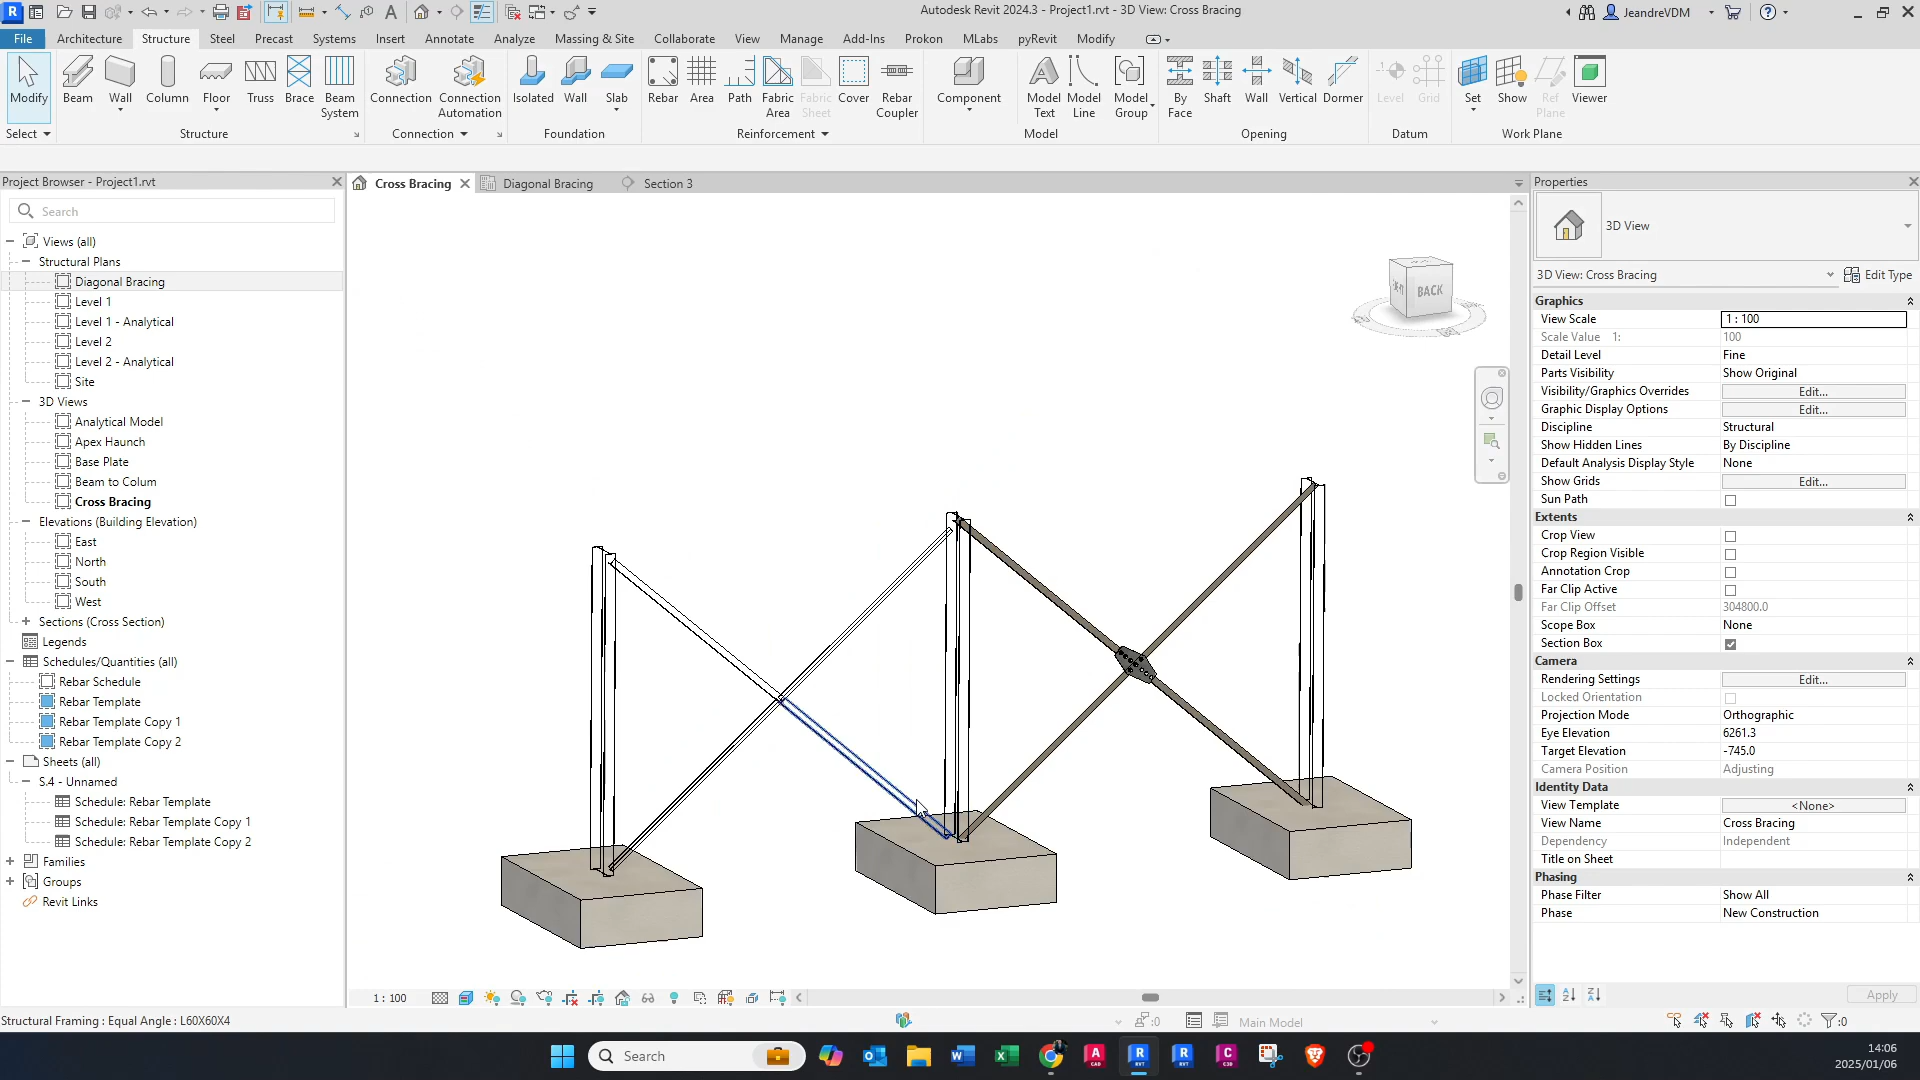 Autodesk Revit 2024.3 - Project1.rvt - 3D View: Cross Bracing
JeandreVDM
File Architecture Structure Steel Precast Systems Insert Annotate Analyze Massing & Site Collaborate View Manage Add-Ins Prokon MLabs pyRevit Modify
Modify Beam Wall Column Floor Truss Brace Beam System Connection Connection Automation Isolated Wall Slab Rebar Area Path Fabric Area Fabric Sheet Cover Rebar Coupler Component Model Text Model Line Model Group By Face Shaft Wall Vertical Dormer Level Grid Set Show Ref Plane Viewer
Select Structure Connection Foundation Reinforcement Model Opening Datum Work Plane
Project Browser - Project1.rvt
Search
Views (all)
Structural Plans
Diagonal Bracing
Level 1
Level 1 - Analytical
Level 2
Level 2 - Analytical
Site
3D Views
Analytical Model
Apex Haunch
Base Plate
Beam to Colum
Cross Bracing
Elevations (Building Elevation)
East
North
South
West
Sections (Cross Section)
Legends
Schedules/Quantities (all)
Rebar Schedule
Rebar Template
Rebar Template Copy 1
Rebar Template Copy 2
Sheets (all)
S.4 - Unnamed
Schedule: Rebar Template
Schedule: Rebar Template Copy 1
Schedule: Rebar Template Copy 2
Families
Groups
Revit Links
Cross Bracing Diagonal Bracing Section 3
BACK
1 : 100
Properties
3D View
3D View: Cross Bracing Edit Type
Graphics
View Scale 1 : 100
Scale Value 1: 100
Detail Level Fine
Parts Visibility Show Original
Visibility/Graphics Overrides Edit...
Graphic Display Options Edit...
Discipline Structural
Show Hidden Lines By Discipline
Default Analysis Display Style None
Show Grids Edit...
Sun Path
Extents
Crop View
Crop Region Visible
Annotation Crop
Far Clip Active
Far Clip Offset 304800.0
Scope Box None
Section Box
Camera
Rendering Settings Edit...
Locked Orientation
Projection Mode Orthographic
Eye Elevation 6261.3
Target Elevation -745.0
Camera Position Adjusting
Identity Data
View Template <None>
View Name Cross Bracing
Dependency Independent
Title on Sheet
Phasing
Phase Filter Show All
Phase New Construction
Apply
Structural Framing : Equal Angle : L60X60X4
:0
Main Model
:0
Search
14:06
2025/01/06